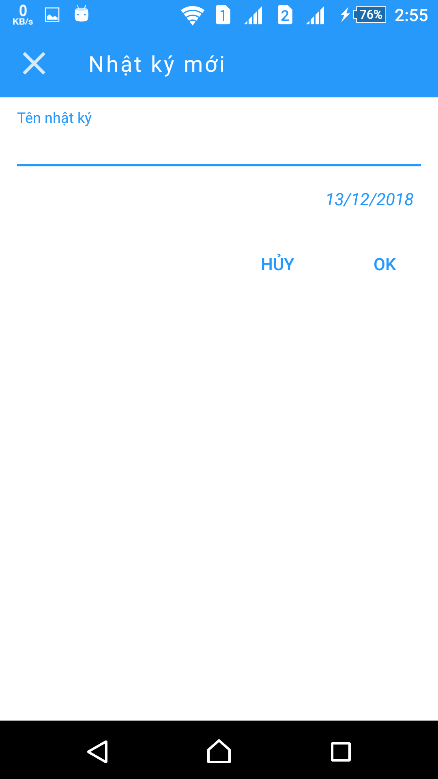 0
KB/s
1
2
76%
2:55
Nhật ký mới
Tên nhật ký
13/12/2018
HỦY OK